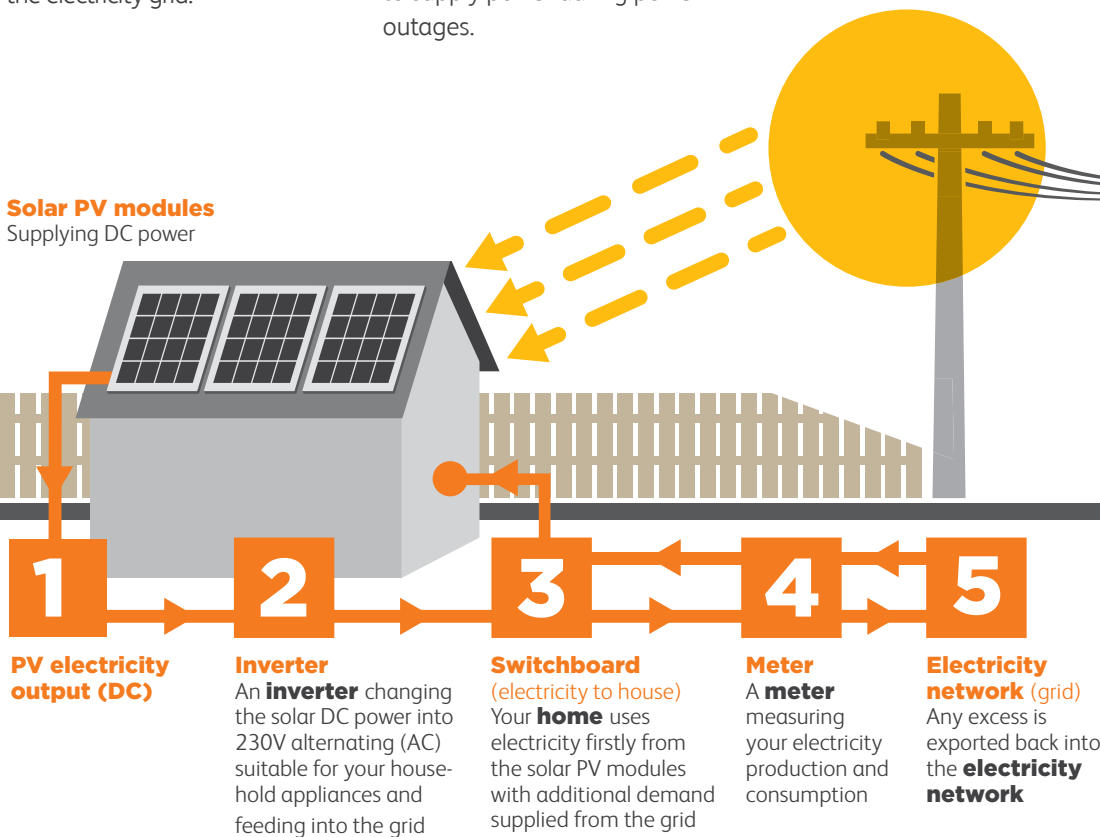 the electricity grid.
outages.
Solar PV modules
Supplying DC power
1
2
3
4
5
PV electricity
output (DC)
Inverter
An inverter changing
the solar DC power into
230V alternating (AC)
suitable for your house-
hold appliances and
feeding into the grid
Switchboard
(electricity to house)
Your home uses
electricity firstly from
the solar PV modules
with additional demand
supplied from the grid
Meter
A meter
measuring
your electricity
production and
consumption
Electricity
network (grid)
Any excess is
exported back into
the electricity
network